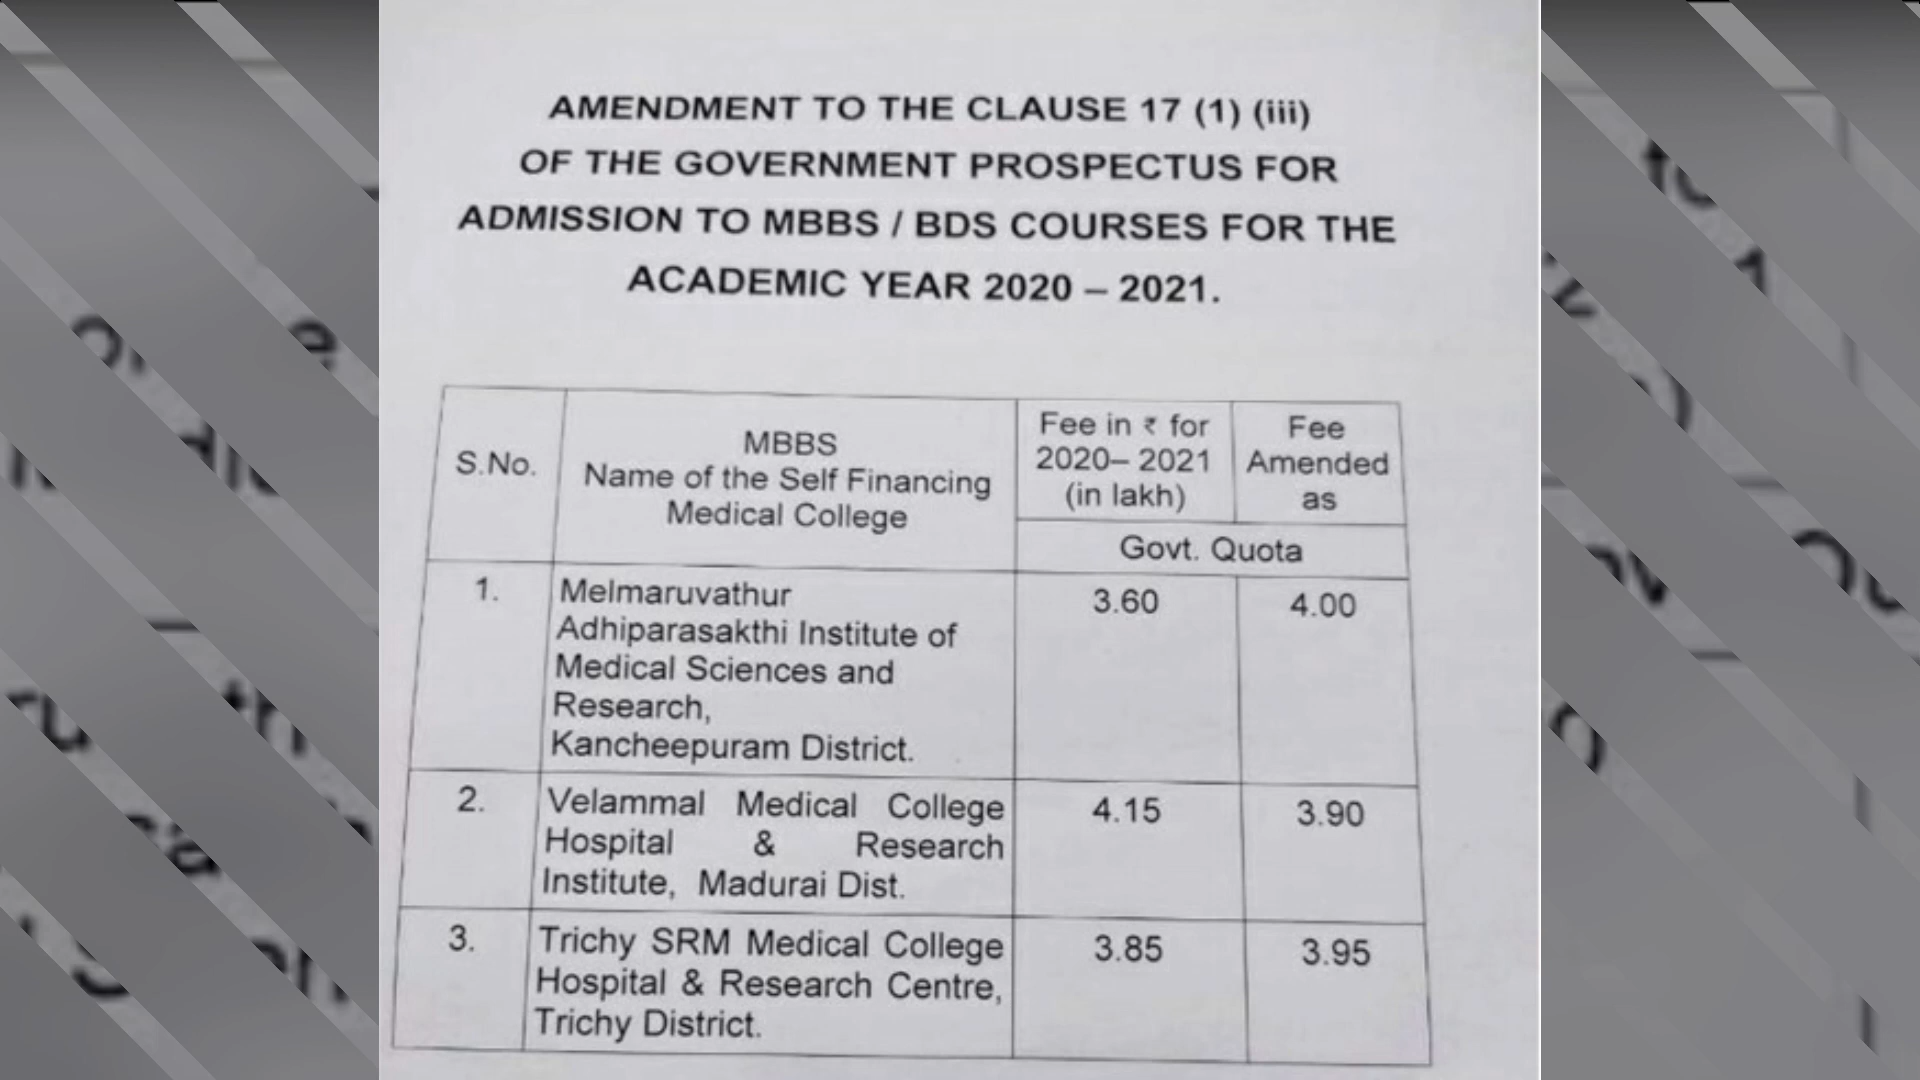 AMENDMENT TO THE CLAUSE 17 (1) (iii)
OF THE GOVERNMENT PROSPECTUS FOR
ADMISSION TO MBBS / BDS COURSES FOR THE
ACADEMIC YEAR 2020 – 2021.
S.No.
MBBS
Name of the Self Financing
Medical College
Fee in ₹ for
2020– 2021
(in lakh)
Fee
Amended
as
Govt. Quota
1.
Melmaruvathur
Adhiparasakthi Institute of
Medical Sciences and
Research,
Kancheepuram District.
3.60
4.00
2.
Velammal Medical College
Hospital & Research
Institute, Madurai Dist.
4.15
3.90
3.
Trichy SRM Medical College
Hospital & Research Centre,
Trichy District.
3.85
3.95